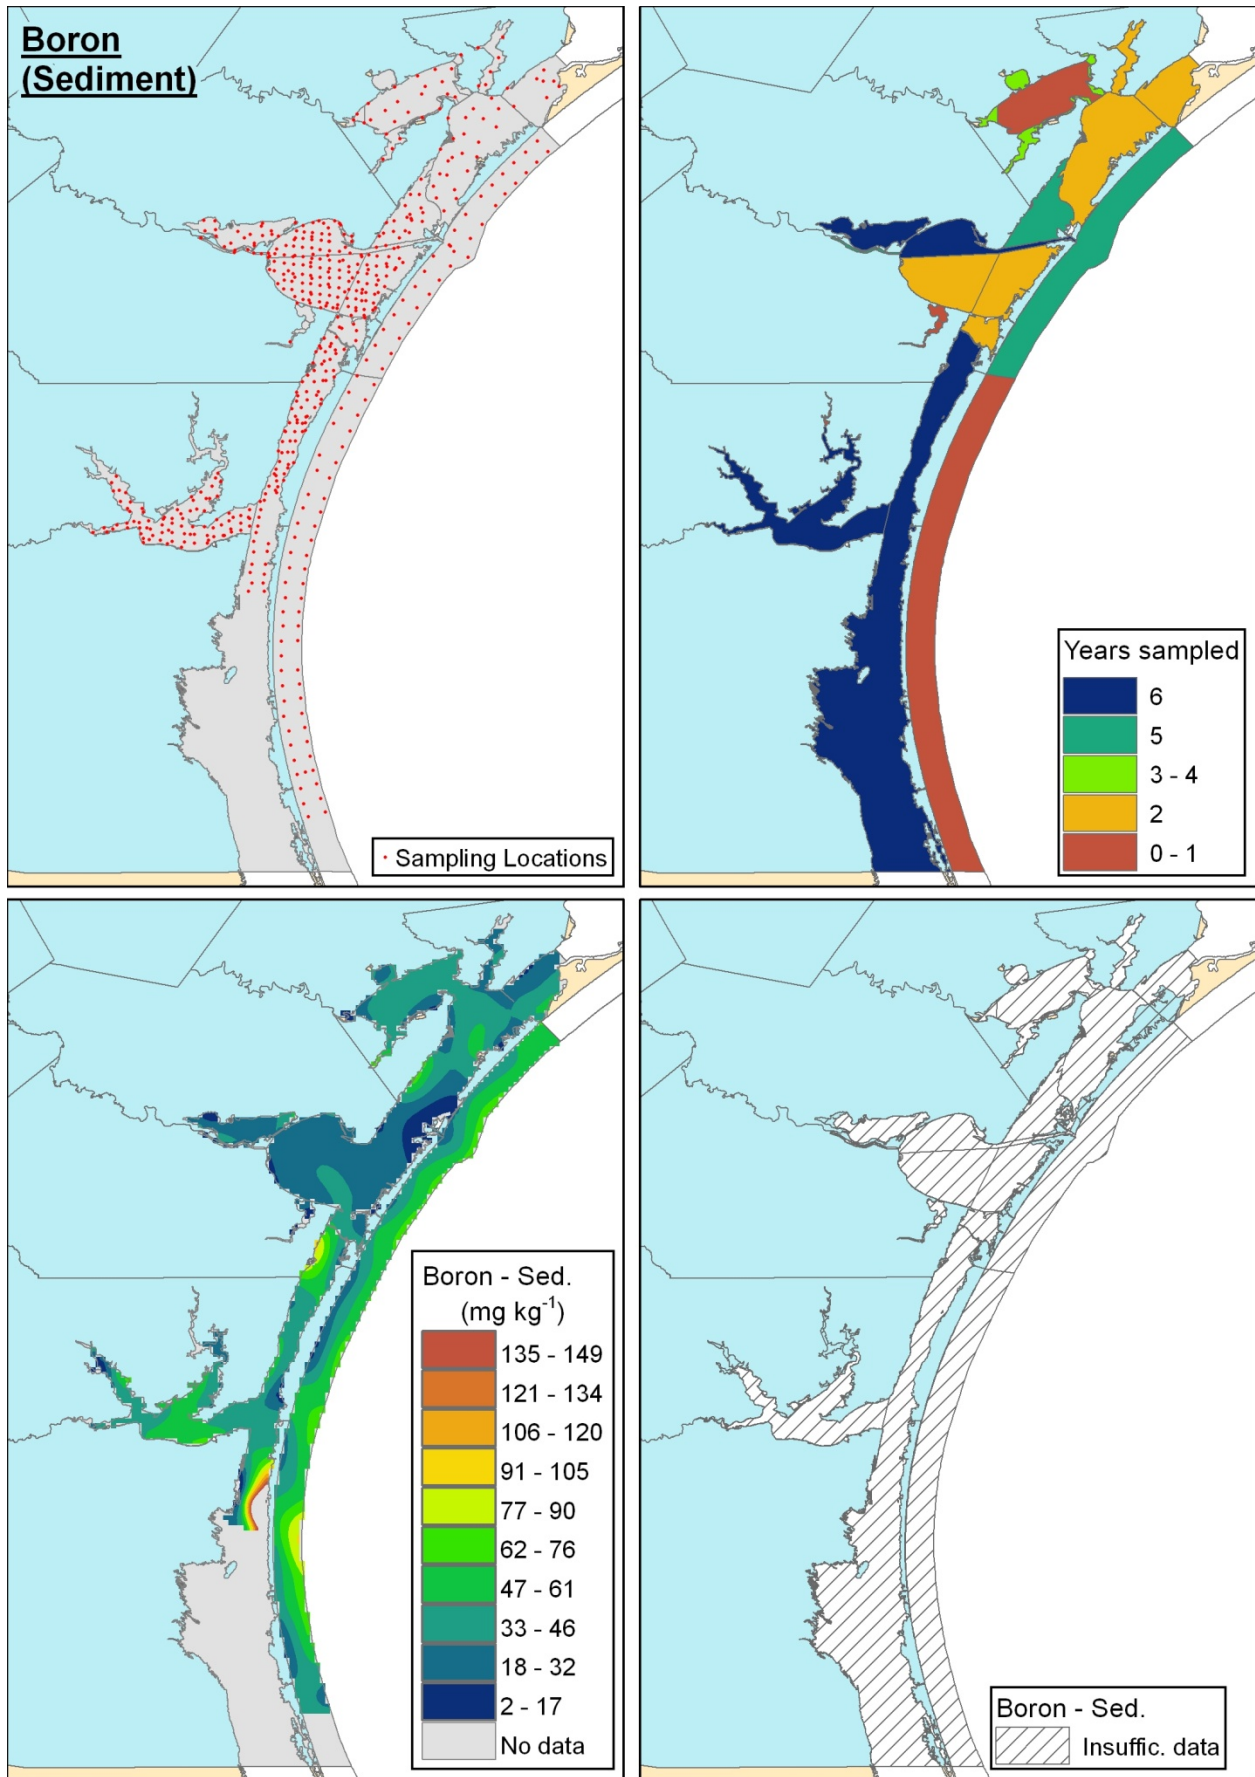 Boron
(Sediment)
Sampling Locations
Years sampled
6
5
3 - 4
2
0 - 1
Boron - Sed.
(mg kg⁻¹)
135 - 149
121 - 134
106 - 120
91 - 105
77 - 90
62 - 76
47 - 61
33 - 46
18 - 32
2 - 17
No data
Boron - Sed.
Insuffic. data